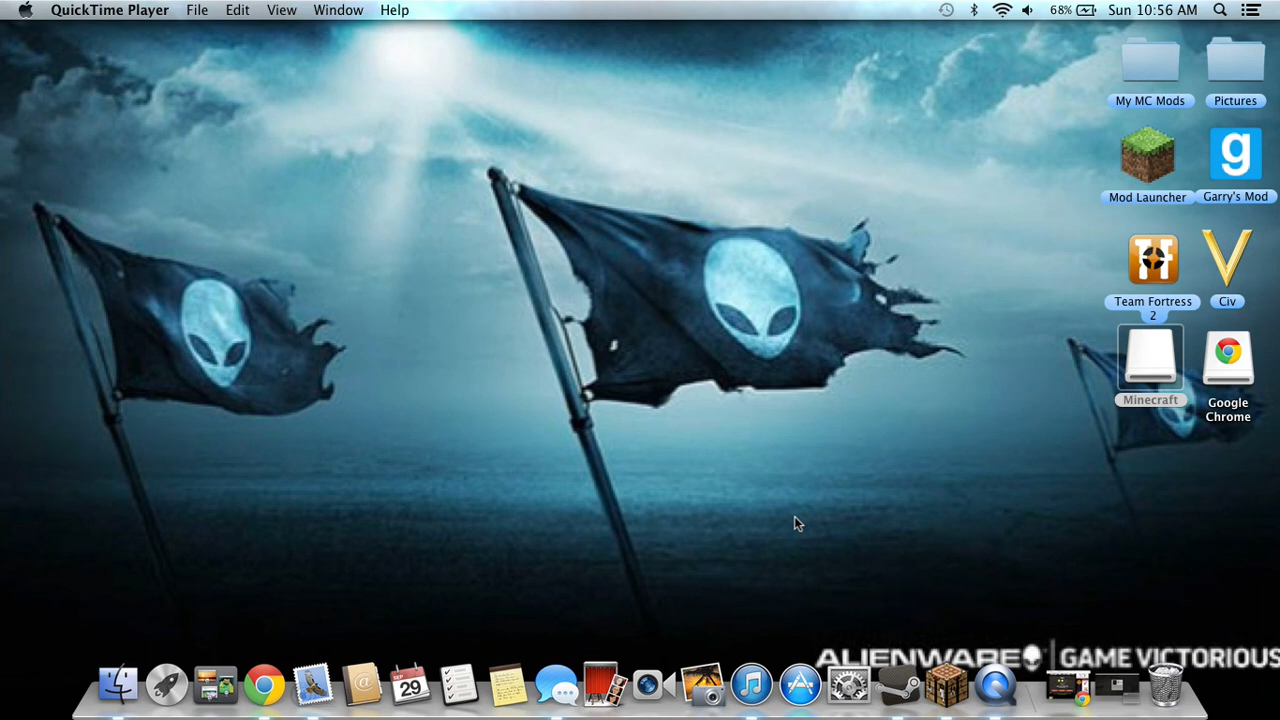 QuickTime Player File Edit View Window Help 68% Sun 10:56 AM
My MC Mods Pictures
g
Mod Launcher Garry's Mod
Team Fortress Civ
2
Minecraft Google
Chrome
ALIENWARE | GAME VICTORIOUS
SEP
29